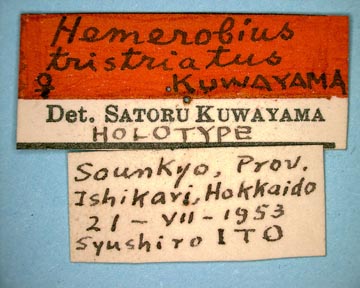 Hemerobius
tristriatus
♀ KUWAYAMA
Det. SATORU KUWAYAMA
HOLOTYPE
Sounkyo, Prov.
Ishikari, Hokkaido
21-VII-1953
Syushiro ITO